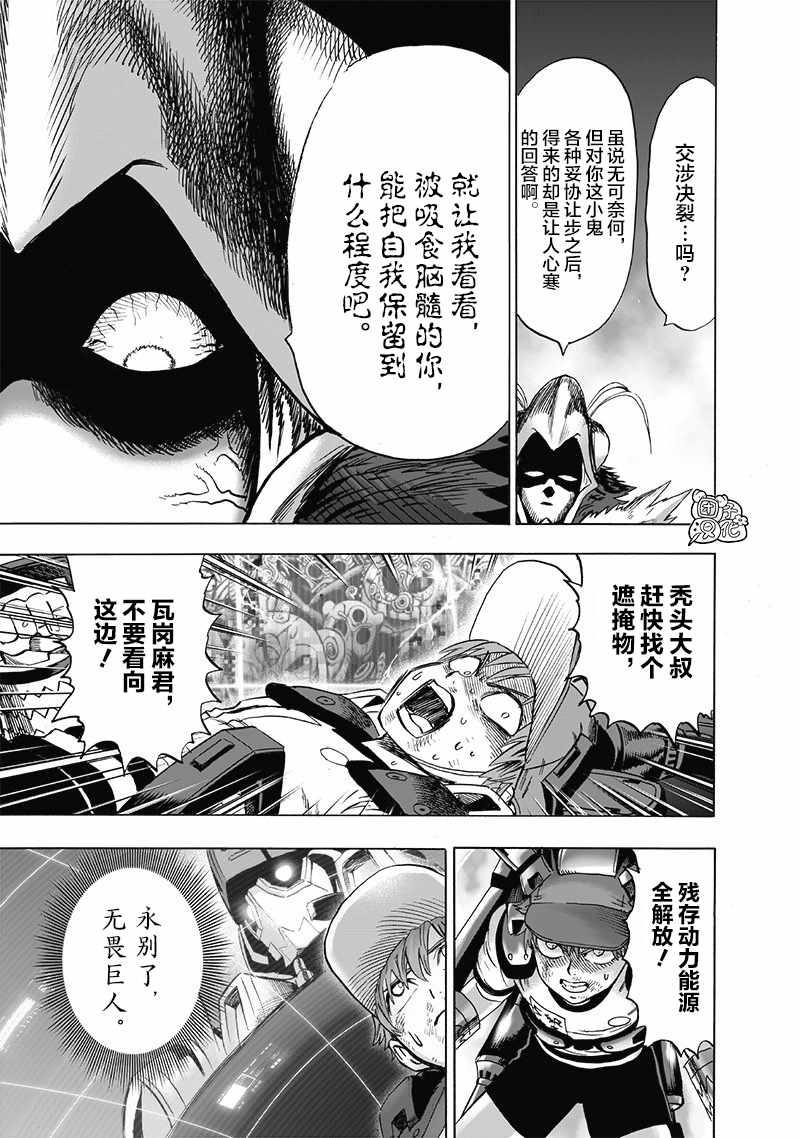 交涉决裂…吗？
虽说无可奈何，
但对你这小鬼
各种妥协让步之后，
得来的却是让人心寒
的回答啊。
就让我看看，
被吸食脑髓的你，
能把自我保留到
什么程度吧。
团子
汉化
秃头大叔
赶快找个
遮掩物，
瓦岗麻君，
不要看向
这边！
残存动力能源
全解放！
永别了，
无畏巨人。